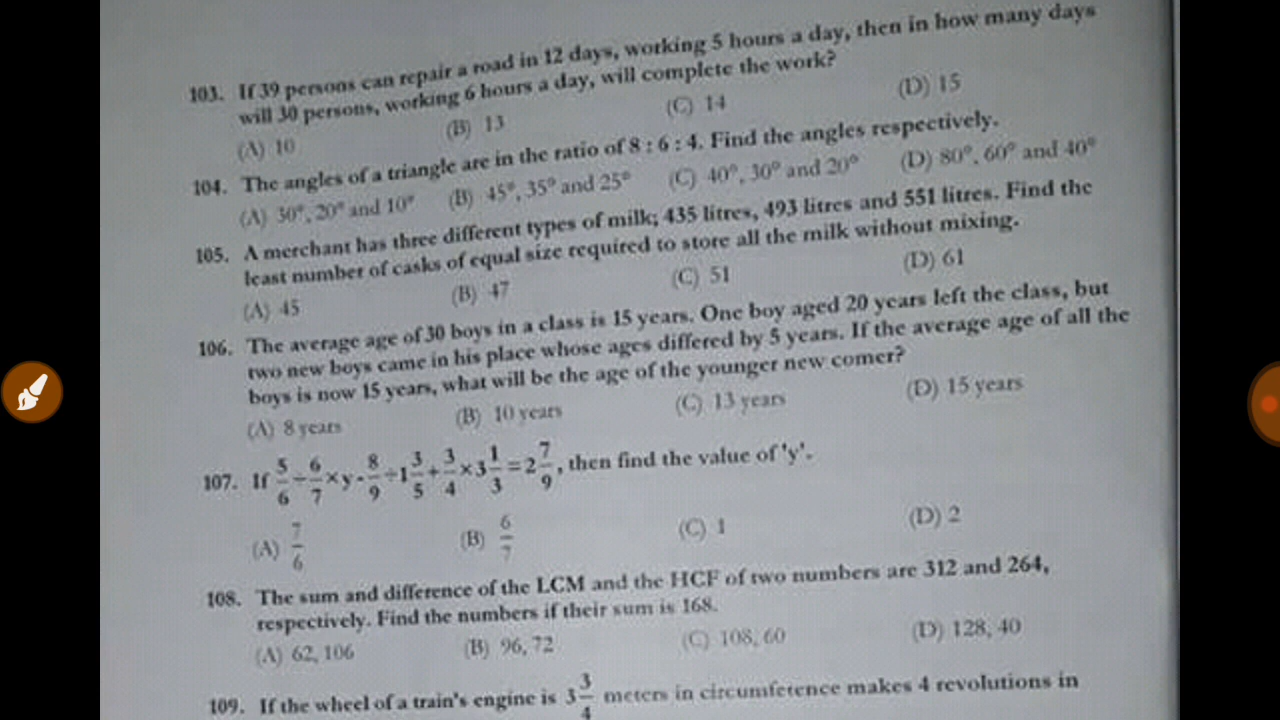 103. If 39 persons can repair a road in 12 days, working 5 hours a day, then in how many days
will 30 persons, working 6 hours a day, will complete the work?
(A) 10 (B) 13 (C) 14 (D) 15
104. The angles of a triangle are in the ratio of 8 : 6 : 4. Find the angles respectively.
(A) 30°, 20° and 10° (B) 45°, 35° and 25° (C) 40°, 30° and 20° (D) 80°, 60° and 40°
105. A merchant has three different types of milk; 435 litres, 493 litres and 551 litres. Find the
least number of casks of equal size required to store all the milk without mixing.
(A) 45 (B) 47 (C) 51 (D) 61
106. The average age of 30 boys in a class is 15 years. One boy aged 20 years left the class, but
two new boys came in his place whose ages differed by 5 years. If the average age of all the
boys is now 15 years, what will be the age of the younger new comer?
(A) 8 years (B) 10 years (C) 13 years (D) 15 years
107. If 5/6 ÷ 6/7 × y - 8/9 ÷ 1 3/5 + 3/4 × 3 1/3 = 2 7/9, then find the value of 'y'.
(A) 7/6 (B) 6/7 (C) 1 (D) 2
108. The sum and difference of the LCM and the HCF of two numbers are 312 and 264,
respectively. Find the numbers if their sum is 168.
(A) 62, 106 (B) 96, 72 (C) 108, 60 (D) 128, 40
109. If the wheel of a train's engine is 3 3/4 meters in circumference makes 4 revolutions in